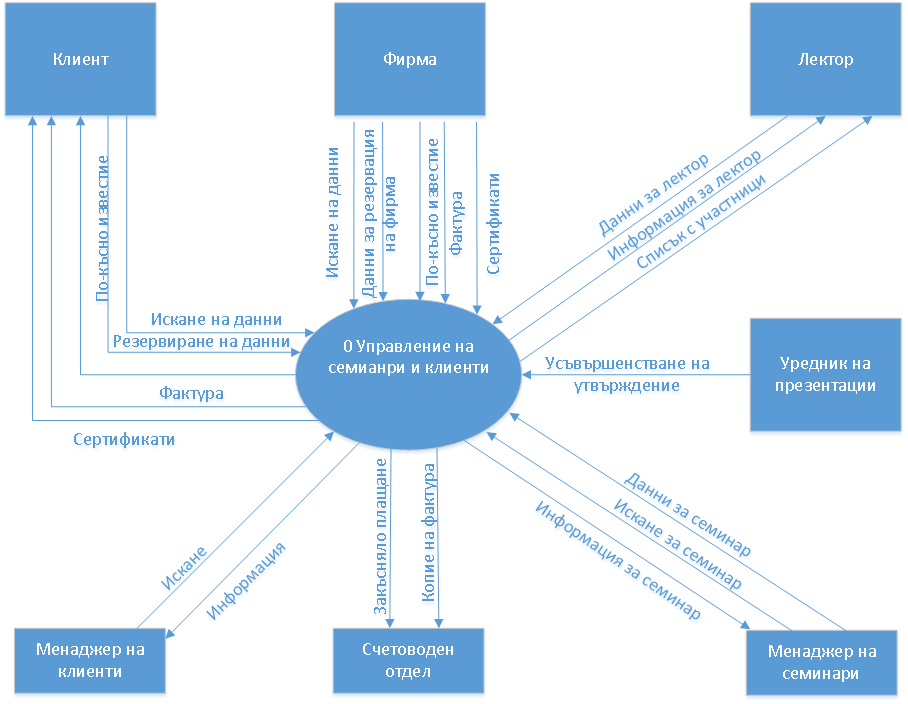 Клиент
Фирма
Лектор
По-късно известие
Искане на данни
Данни за резервация
на фирма
По-късно известие
Фактура
Сертификати
Данни за лектор
Информация за лектор
Списък с участници
Искане на данни
Резервиране на данни
0 Управление на
семианри и клиенти
Усъвършенстване на
утвърждение
Уредник на
презентации
Фактура
Сертификати
Искане
Информация
Закъсняло плащане
Копие на фактура
Информация за семинар
Искане за семинар
Данни за семинар
Менаджер на
клиенти
Счетоводен
отдел
Менаджер на
семинари